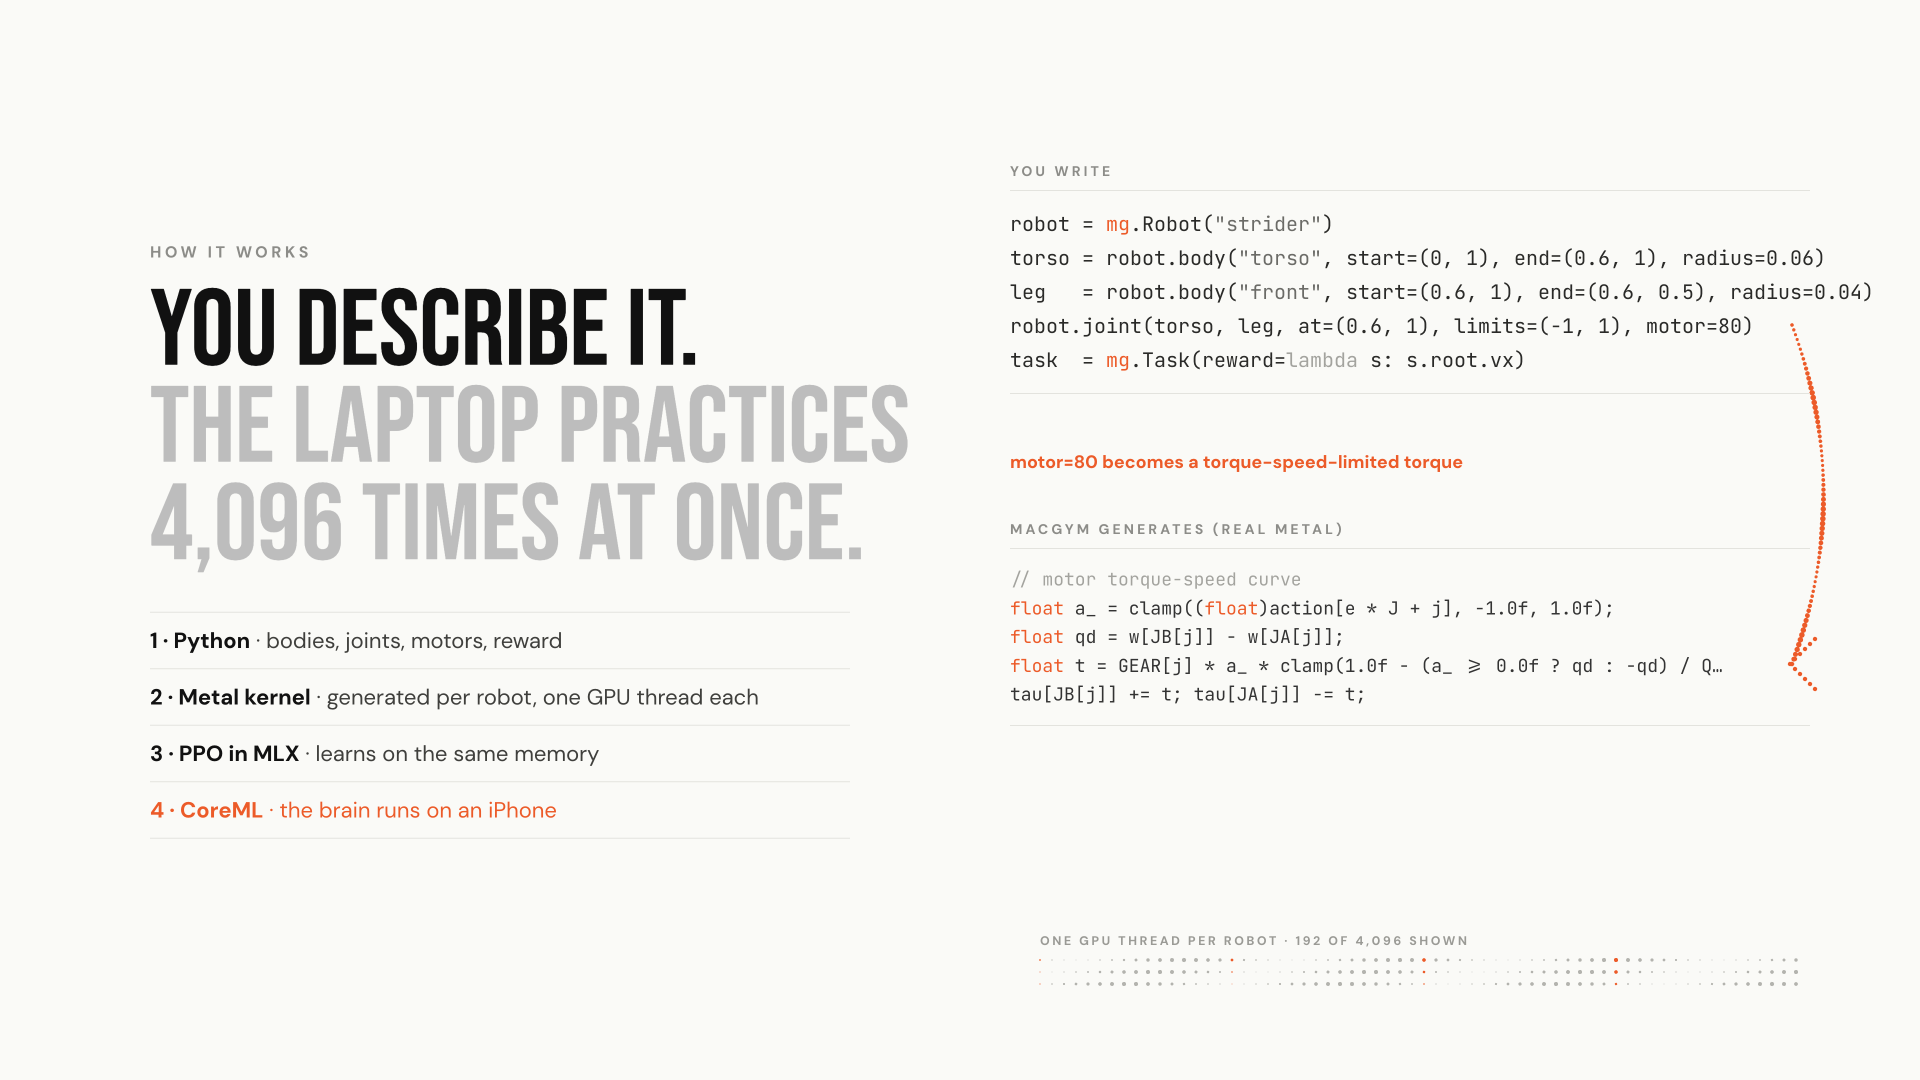 HOW IT WORKS
YOU DESCRIBE IT.
THE LAPTOP PRACTICES
4,096 TIMES AT ONCE.
1 · Python · bodies, joints, motors, reward
2 · Metal kernel · generated per robot, one GPU thread each
3 · PPO in MLX · learns on the same memory
4 · CoreML · the brain runs on an iPhone
YOU WRITE
robot = mg.Robot("strider")
torso = robot.body("torso", start=(0, 1), end=(0.6, 1), radius=0.06)
leg   = robot.body("front", start=(0.6, 1), end=(0.6, 0.5), radius=0.04)
robot.joint(torso, leg, at=(0.6, 1), limits=(-1, 1), motor=80)
task  = mg.Task(reward=lambda s: s.root.vx)
motor=80 becomes a torque-speed-limited torque
MACGYM GENERATES (REAL METAL)
// motor torque-speed curve
float a_ = clamp((float)action[e * J + j], -1.0f, 1.0f);
float qd = w[JB[j]] - w[JA[j]];
float t = GEAR[j] * a_ * clamp(1.0f - (a_ >= 0.0f ? qd : -qd) / Q…
tau[JB[j]] += t; tau[JA[j]] -= t;
ONE GPU THREAD PER ROBOT · 192 OF 4,096 SHOWN